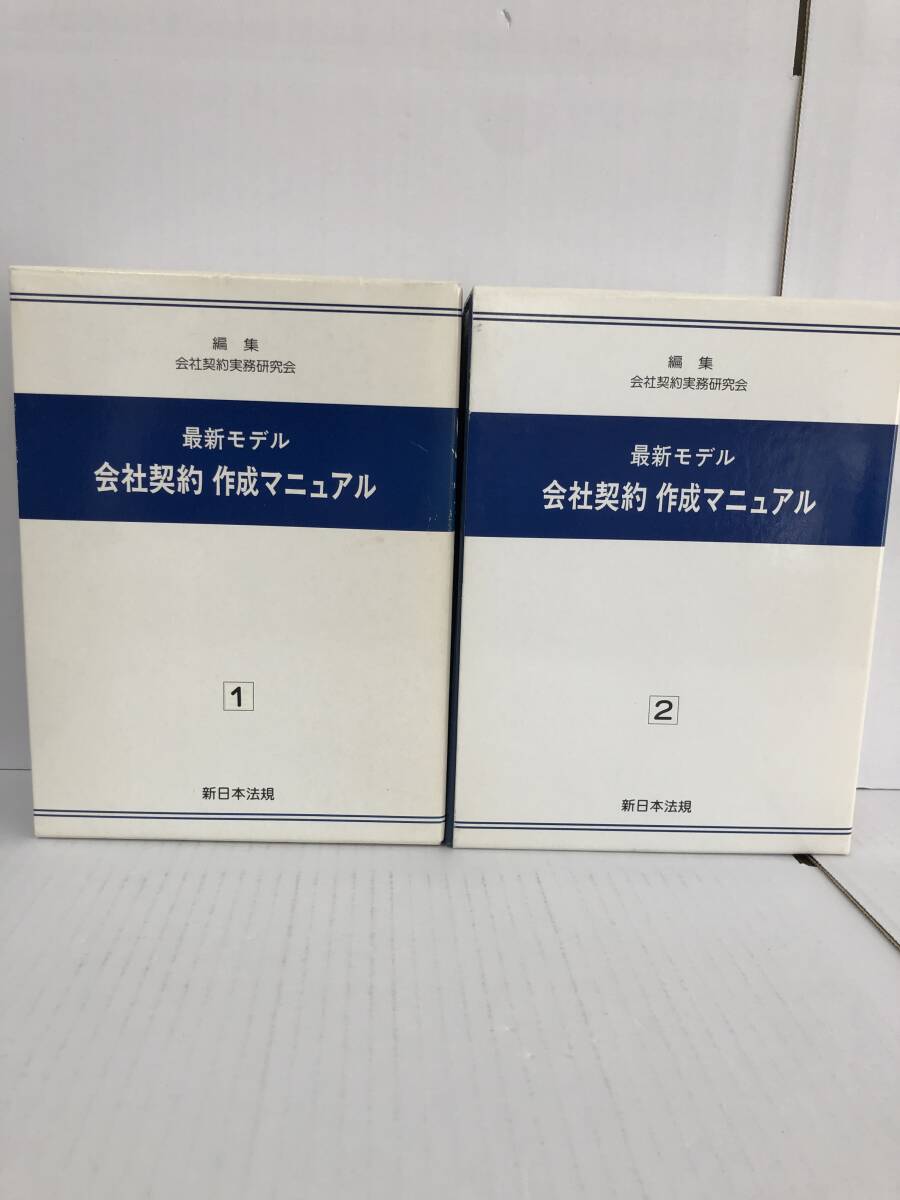 編 集
会社契約実務研究会
最新モデル
会社契約 作成マニュアル
1
新日本法規
編 集
会社契約実務研究会
最新モデル
会社契約 作成マニュアル
2
新日本法規